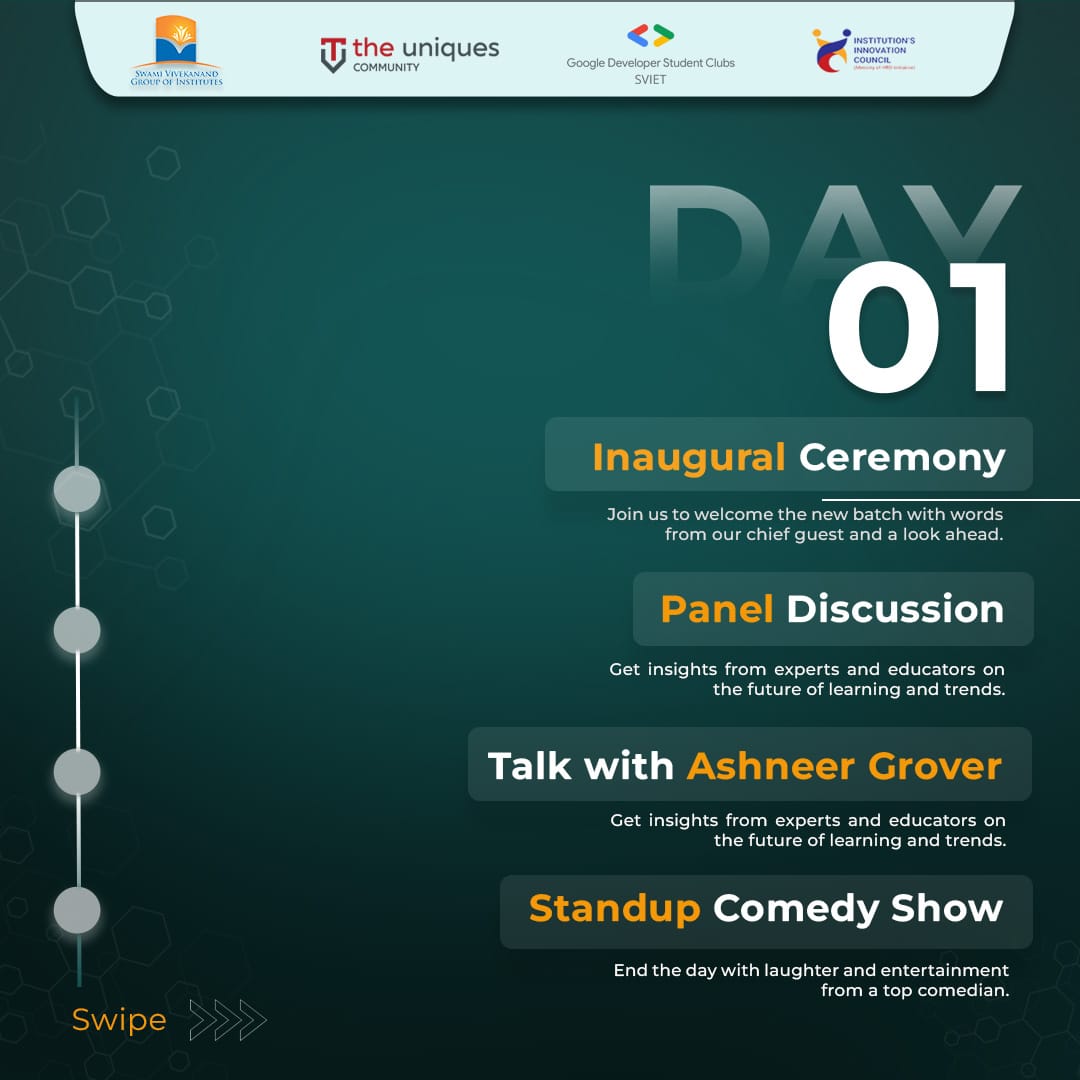 SWAMI VIVEKANAND
GROUP OF INSTITUTES
the uniques
COMMUNITY
Google Developer Student Clubs
SVIET
INSTITUTION'S
INNOVATION
COUNCIL
(Ministry of HRD Initiative)
DAY
01
Inaugural Ceremony
Join us to welcome the new batch with words
from our chief guest and a look ahead.
Panel Discussion
Get insights from experts and educators on
the future of learning and trends.
Talk with Ashneer Grover
Get insights from experts and educators on
the future of learning and trends.
Standup Comedy Show
End the day with laughter and entertainment
from a top comedian.
Swipe